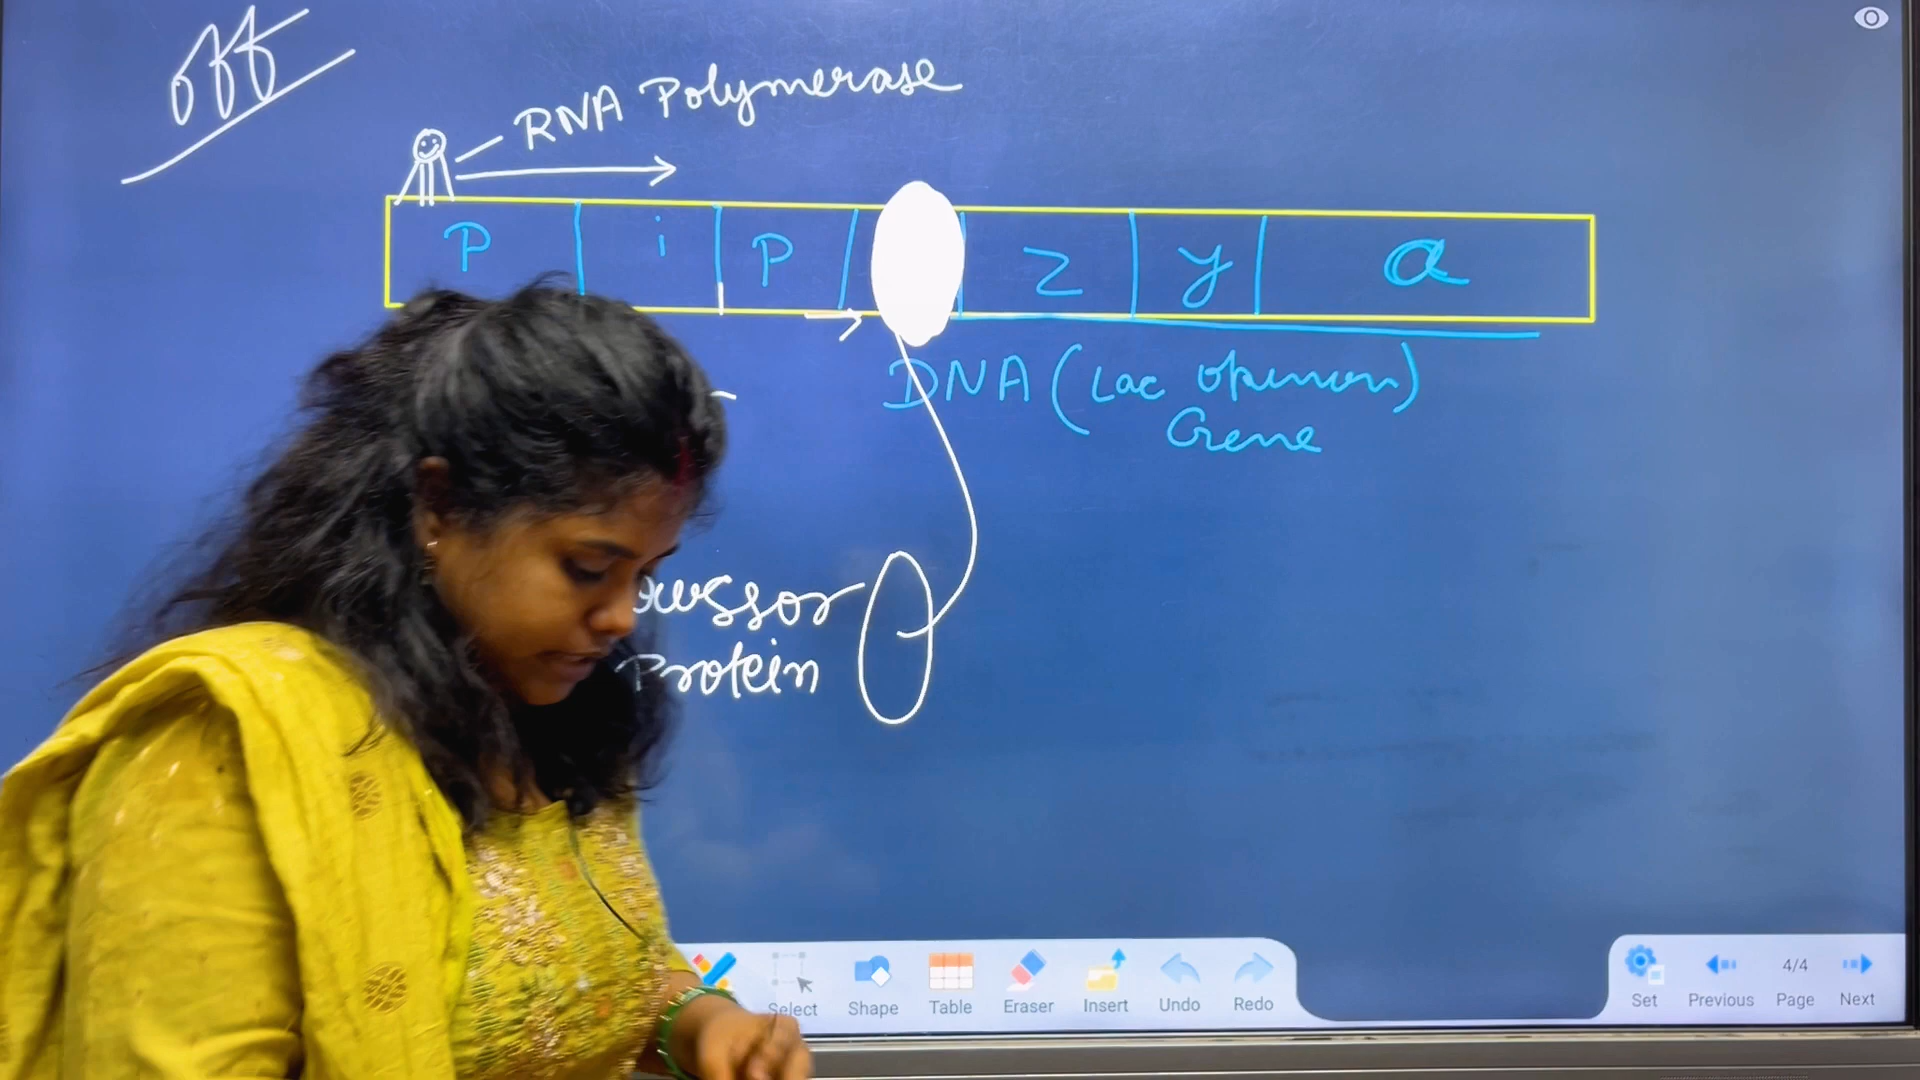 off
RNA Polymerase
P i P z y a
DNA (Lac operon)
Gene
Protein
Select Shape Table Eraser Insert Undo Redo
Set Previous 4/4 Page Next